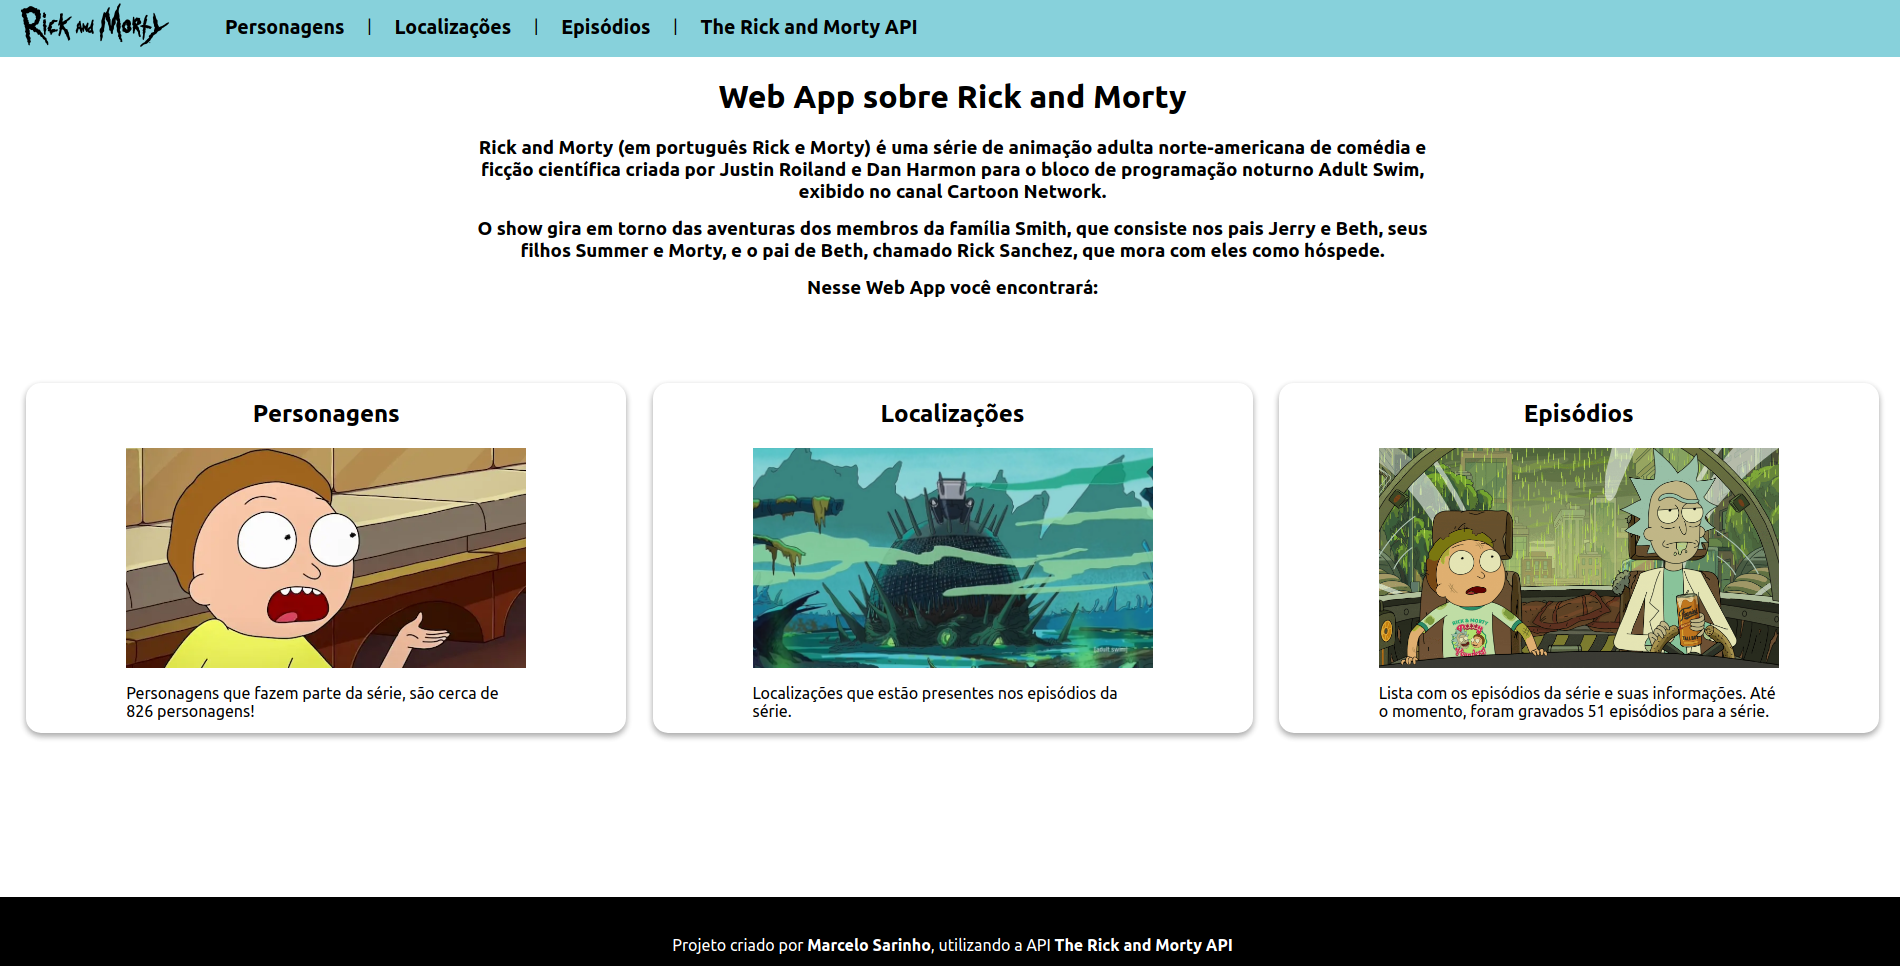 Rick and Morty
Personagens | Localizações | Episódios | The Rick and Morty API
Web App sobre Rick and Morty
Rick and Morty (em português Rick e Morty) é uma série de animação adulta norte-americana de comédia e
ficção científica criada por Justin Roiland e Dan Harmon para o bloco de programação noturno Adult Swim,
exibido no canal Cartoon Network.
O show gira em torno das aventuras dos membros da família Smith, que consiste nos pais Jerry e Beth, seus
filhos Summer e Morty, e o pai de Beth, chamado Rick Sanchez, que mora com eles como hóspede.
Nesse Web App você encontrará:
Personagens
Personagens que fazem parte da série, são cerca de
826 personagens!
Localizações
[adult swim]
Localizações que estão presentes nos episódios da
série.
Episódios
RICK & MORTY
Lista com os episódios da série e suas informações. Até
o momento, foram gravados 51 episódios para a série.
Projeto criado por Marcelo Sarinho, utilizando a API The Rick and Morty API